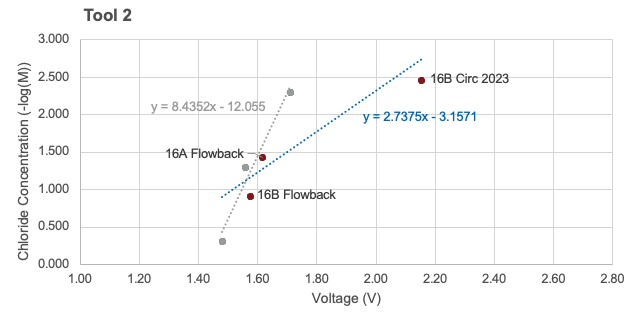 Tool 2
3.000
2.500
2.000
1.500
1.000
0.500
0.000
Chloride Concentration (-log(M))
16B Circ 2023
y = 8.4352x - 12.055
y = 2.7375x - 3.1571
16A Flowback
16B Flowback
1.00 1.20 1.40 1.60 1.80 2.00 2.20 2.40 2.60 2.80
Voltage (V)